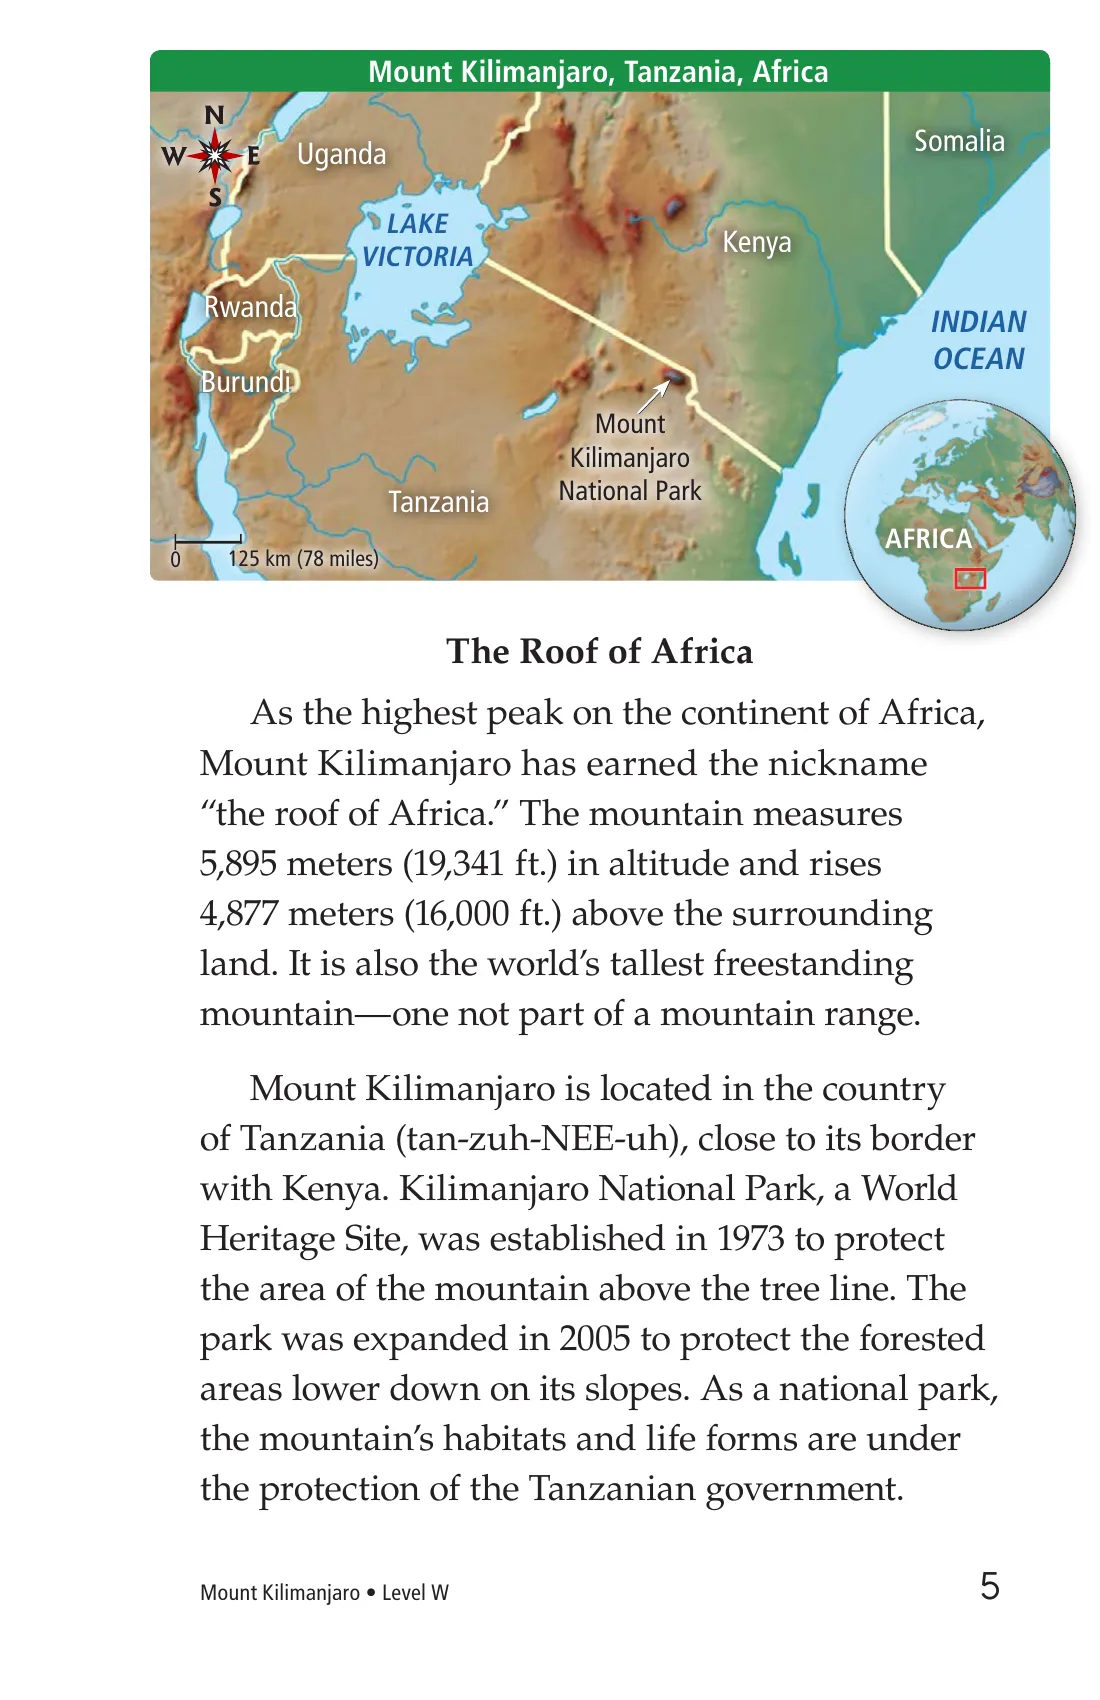 Mount Kilimanjaro, Tanzania, Africa
N
W E
S
Uganda
Somalia
LAKE
VICTORIA
Kenya
Rwanda
INDIAN
OCEAN
Burundi
Mount
Kilimanjaro
National Park
Tanzania
AFRICA
0 125 km (78 miles)
The Roof of Africa
As the highest peak on the continent of Africa,
Mount Kilimanjaro has earned the nickname
“the roof of Africa.” The mountain measures
5,895 meters (19,341 ft.) in altitude and rises
4,877 meters (16,000 ft.) above the surrounding
land. It is also the world’s tallest freestanding
mountain—one not part of a mountain range.
Mount Kilimanjaro is located in the country
of Tanzania (tan-zuh-NEE-uh), close to its border
with Kenya. Kilimanjaro National Park, a World
Heritage Site, was established in 1973 to protect
the area of the mountain above the tree line. The
park was expanded in 2005 to protect the forested
areas lower down on its slopes. As a national park,
the mountain’s habitats and life forms are under
the protection of the Tanzanian government.
Mount Kilimanjaro • Level W 5